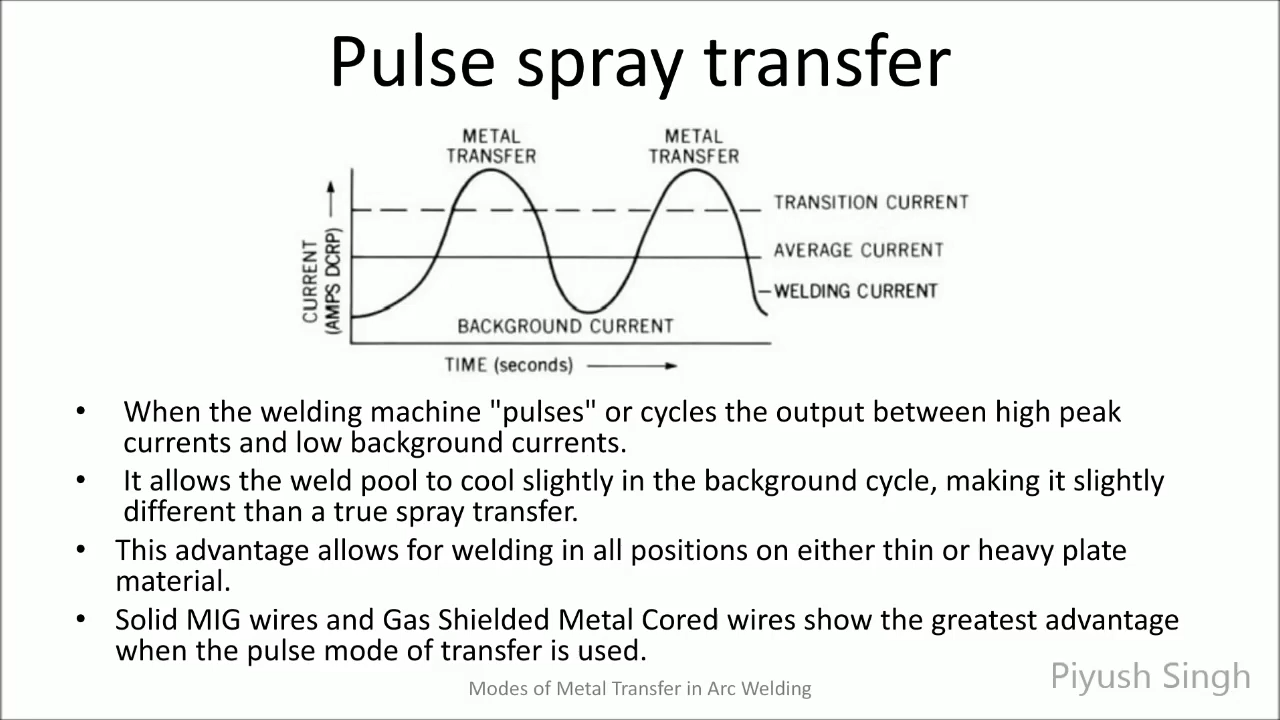 Pulse spray transfer
METAL TRANSFER
METAL TRANSFER
TRANSITION CURRENT
AVERAGE CURRENT
WELDING CURRENT
CURRENT (AMPS DCRP)
BACKGROUND CURRENT
TIME (seconds)
• When the welding machine "pulses" or cycles the output between high peak
currents and low background currents.
• It allows the weld pool to cool slightly in the background cycle, making it slightly
different than a true spray transfer.
• This advantage allows for welding in all positions on either thin or heavy plate
material.
• Solid MIG wires and Gas Shielded Metal Cored wires show the greatest advantage
when the pulse mode of transfer is used.
Modes of Metal Transfer in Arc Welding
Piyush Singh